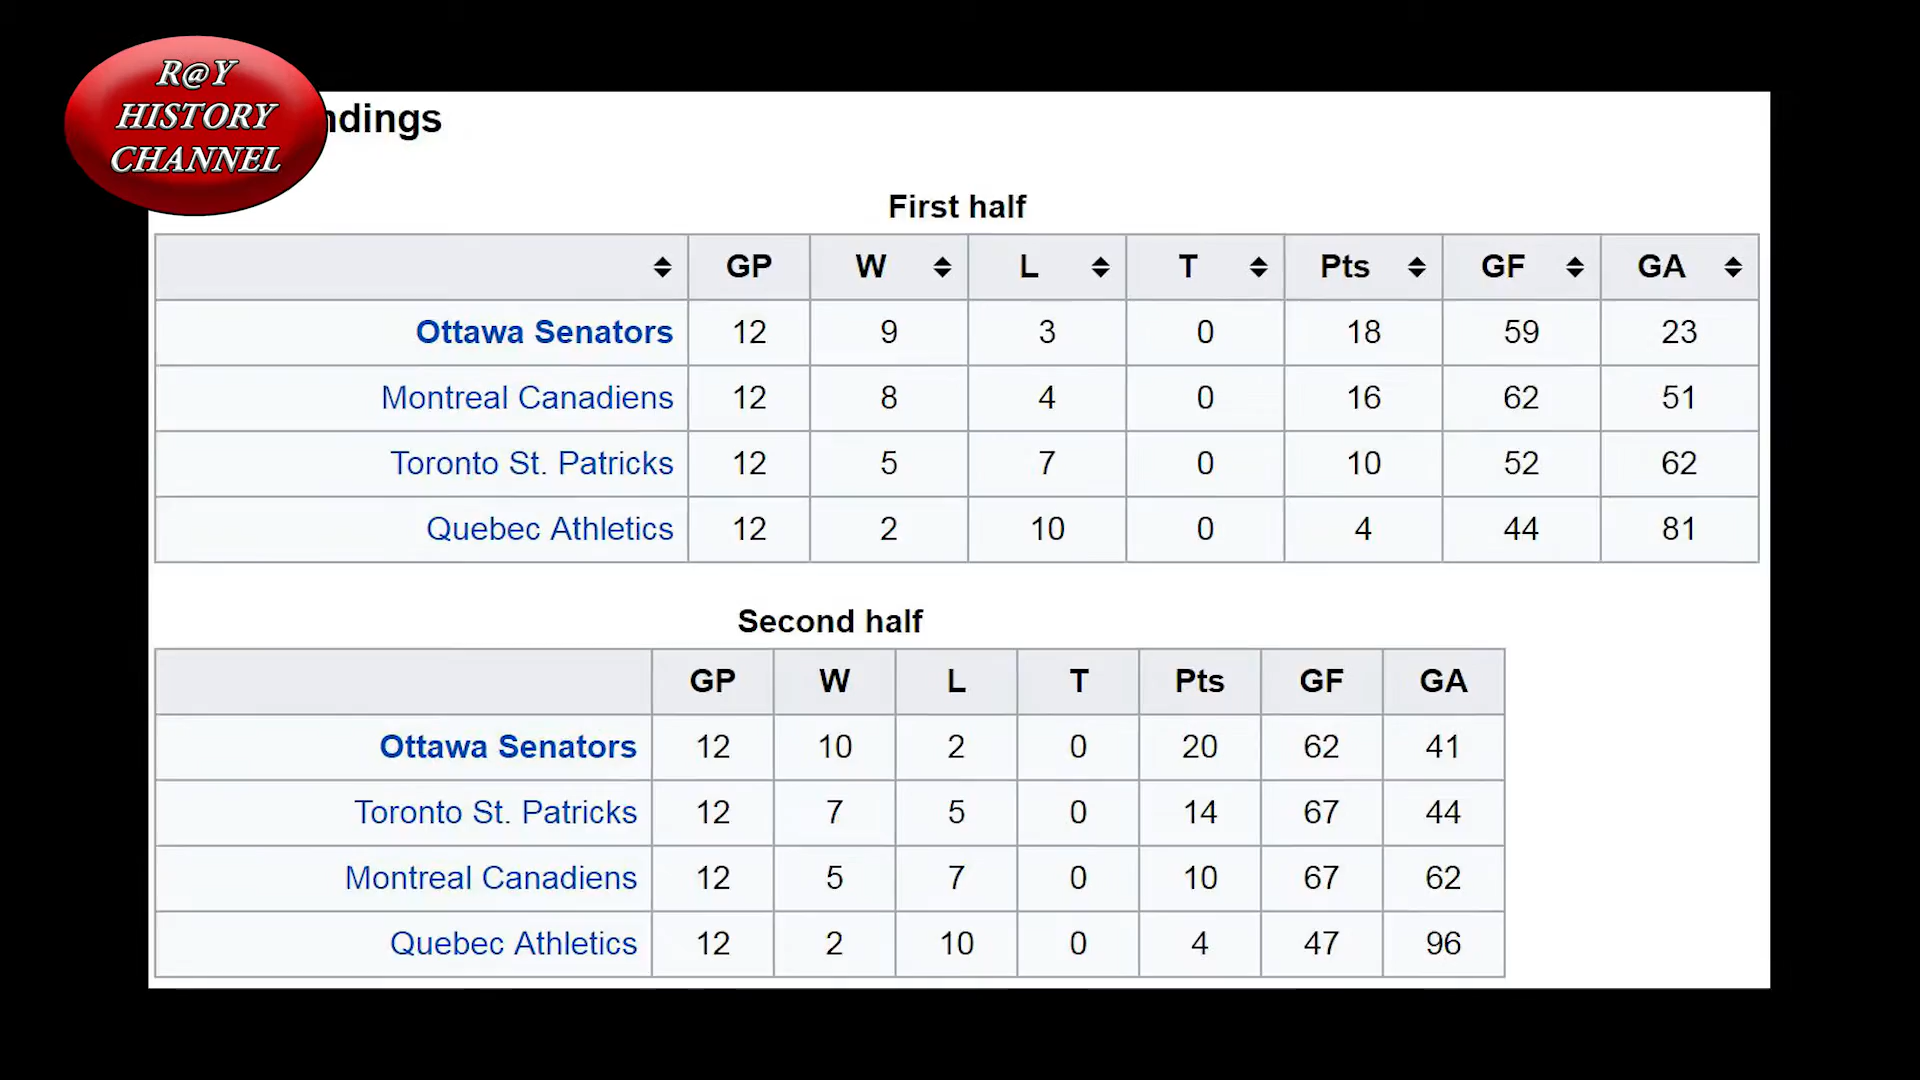 R@Y
HISTORY
CHANNEL
ndings
First half
GP W L T Pts GF GA
Ottawa Senators 12 9 3 0 18 59 23
Montreal Canadiens 12 8 4 0 16 62 51
Toronto St. Patricks 12 5 7 0 10 52 62
Quebec Athletics 12 2 10 0 4 44 81
Second half
GP W L T Pts GF GA
Ottawa Senators 12 10 2 0 20 62 41
Toronto St. Patricks 12 7 5 0 14 67 44
Montreal Canadiens 12 5 7 0 10 67 62
Quebec Athletics 12 2 10 0 4 47 96